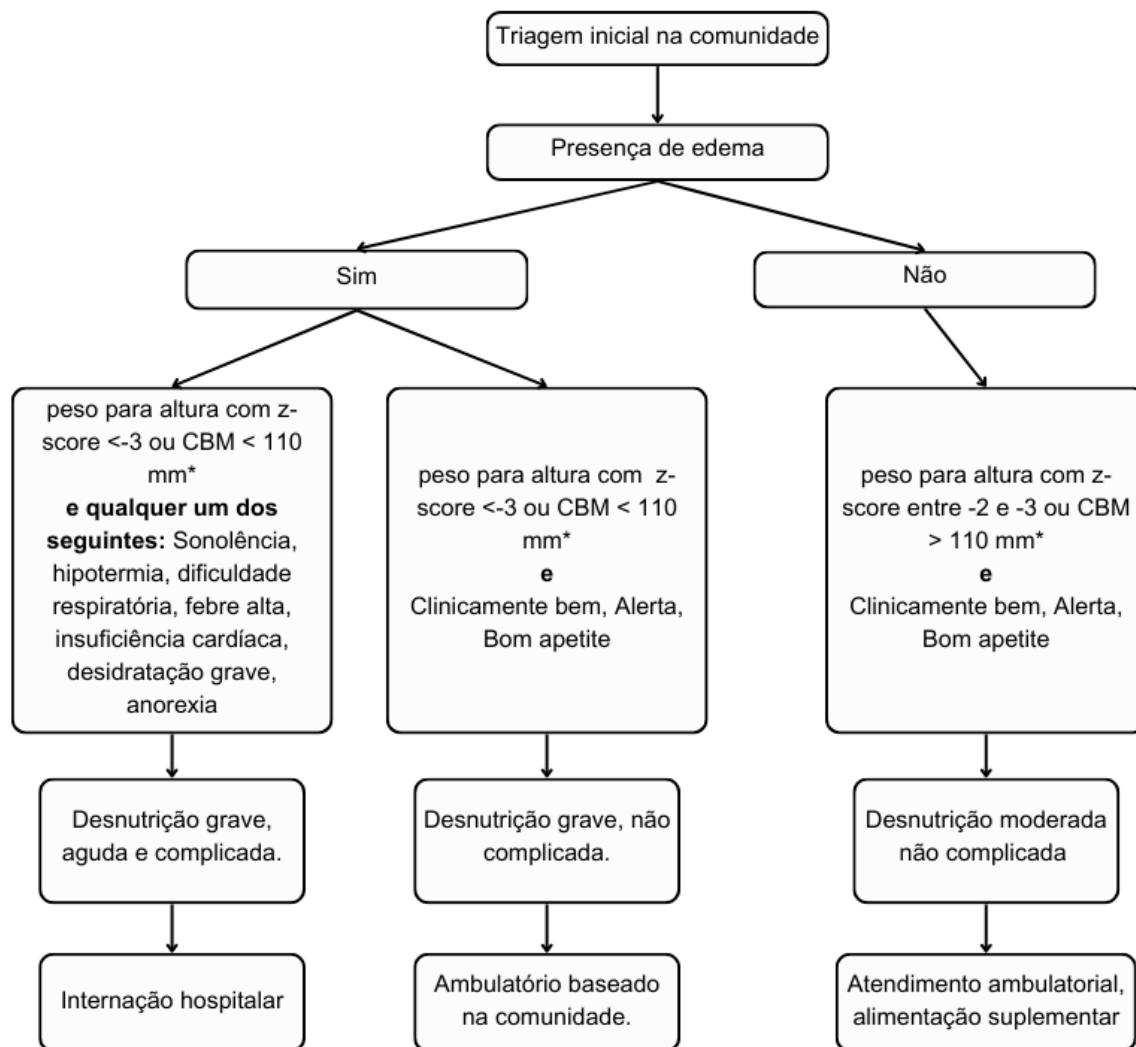 Triagem inicial na comunidade
Presença de edema
Sim
Não
peso para altura com z-
score <-3 ou CBM < 110
mm*
e qualquer um dos
seguintes: Sonolência,
hipotermia, dificuldade
respiratória, febre alta,
insuficiência cardíaca,
desidratação grave,
anorexia
peso para altura com z-
score <-3 ou CBM < 110
mm*
e
Clinicamente bem, Alerta,
Bom apetite
peso para altura com z-
score entre -2 e -3 ou CBM
> 110 mm*
e
Clinicamente bem, Alerta,
Bom apetite
Desnutrição grave,
aguda e complicada.
Desnutrição grave, não
complicada.
Desnutrição moderada
não complicada
Internação hospitalar
Ambulatório baseado
na comunidade.
Atendimento ambulatorial,
alimentação suplementar